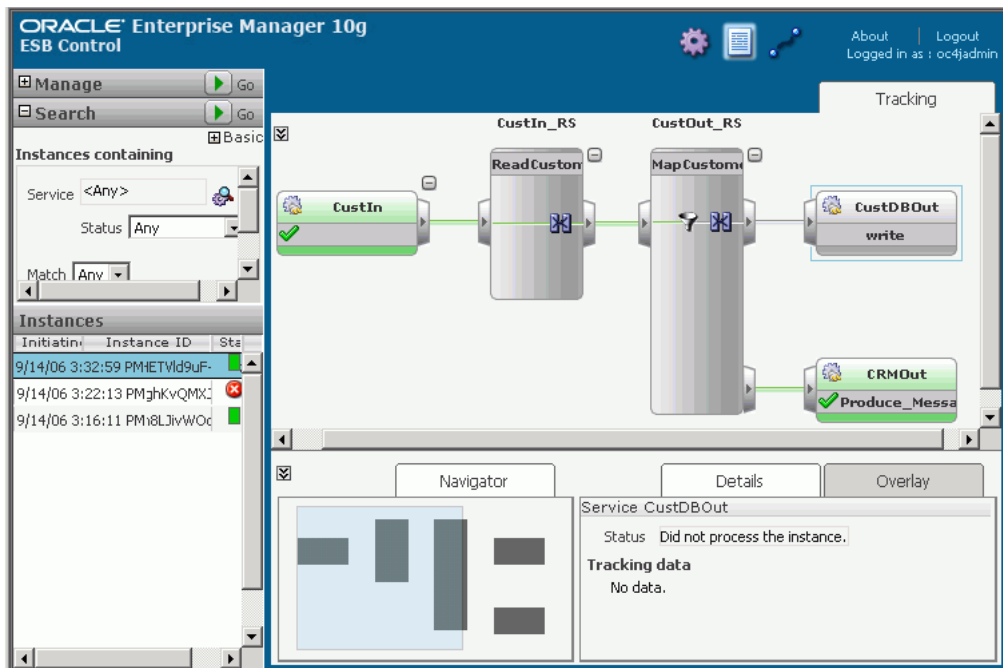 ORACLE Enterprise Manager 10g
ESB Control
About | Logout
Logged in as : oc4jadmin
Manage Go
Search Go
Basic
Instances containing
Service <Any>
Status Any
Match Any
Instances
Initiatin Instance ID Sta
9/14/06 3:32:59 PM
9/14/06 3:22:13 PM
9/14/06 3:16:11 PM
Tracking
CustIn_RS CustOut_RS
ReadCustom MapCustome
CustIn
CustDBOut
write
CRMOut
Produce_Messa
Navigator
Details
Overlay
Service CustDBOut
Status Did not process the instance.
Tracking data
No data.